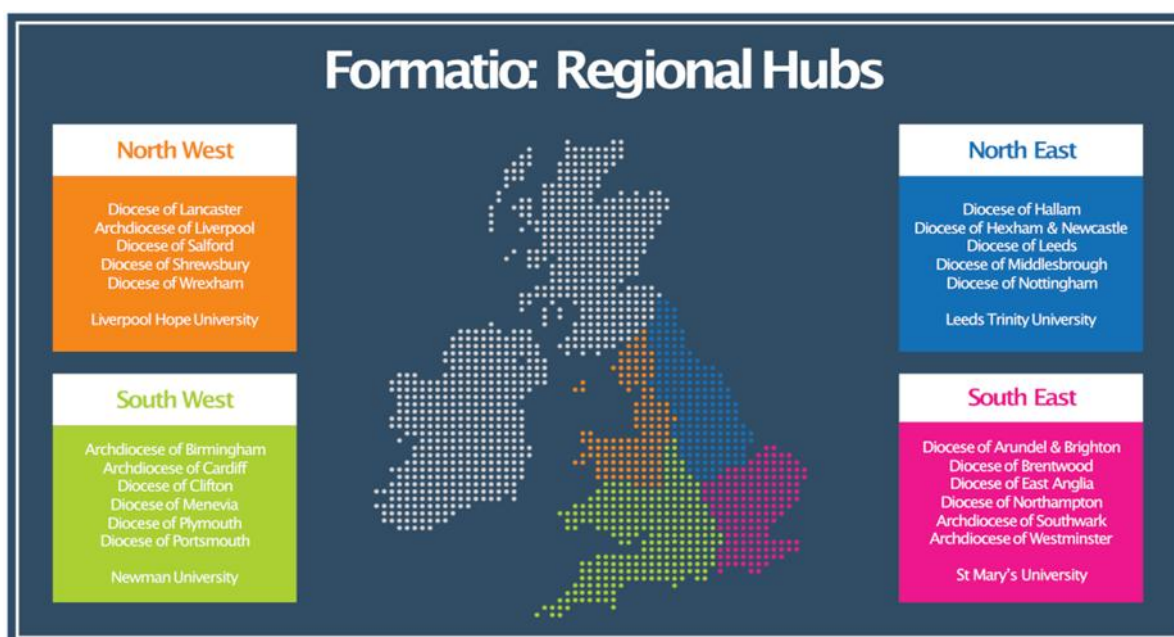 Formatio: Regional Hubs
North West
Diocese of Lancaster
Archdiocese of Liverpool
Diocese of Salford
Diocese of Shrewsbury
Diocese of Wrexham
Liverpool Hope University
North East
Diocese of Hallam
Diocese of Hexham & Newcastle
Diocese of Leeds
Diocese of Middlesbrough
Diocese of Nottingham
Leeds Trinity University
South West
Archdiocese of Birmingham
Archdiocese of Cardiff
Diocese of Clifton
Diocese of Menevia
Diocese of Plymouth
Diocese of Portsmouth
Newman University
South East
Diocese of Arundel & Brighton
Diocese of Brentwood
Diocese of East Anglia
Diocese of Northampton
Archdiocese of Southwark
Archdiocese of Westminster
St Mary's University